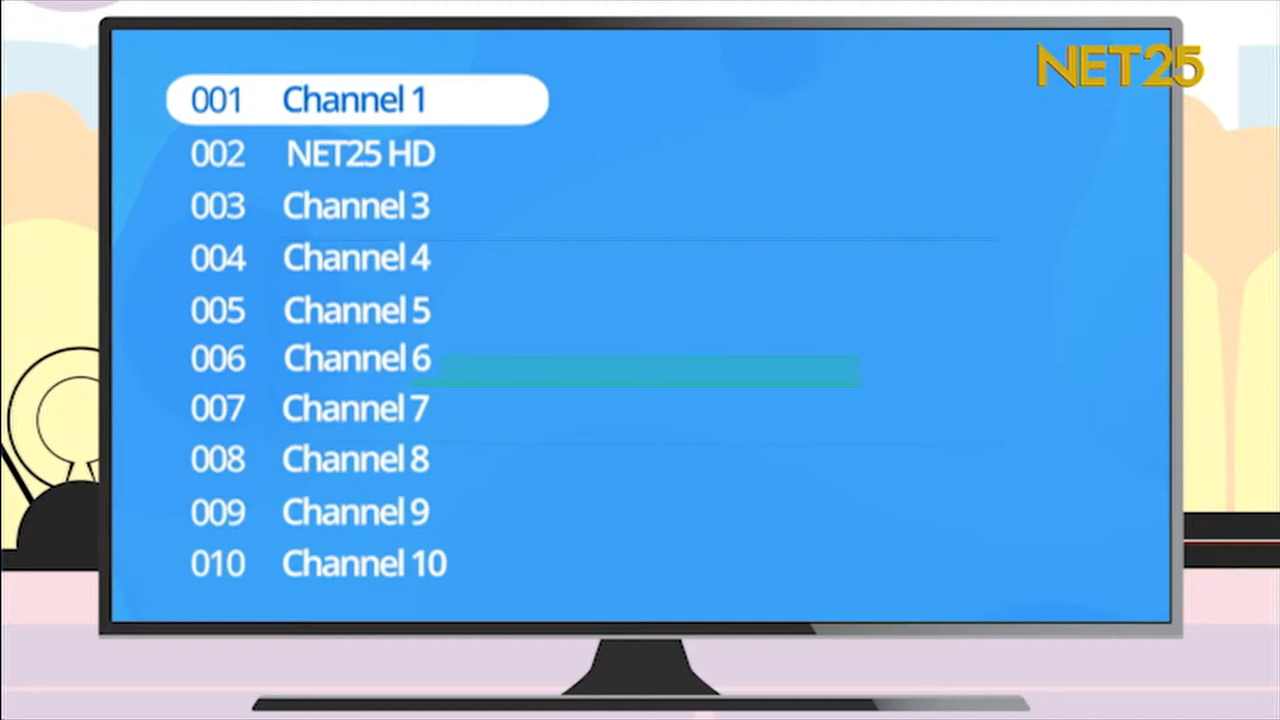 NET25
001 Channel 1
002 NET25 HD
003 Channel 3
004 Channel 4
005 Channel 5
006 Channel 6
007 Channel 7
008 Channel 8
009 Channel 9
010 Channel 10